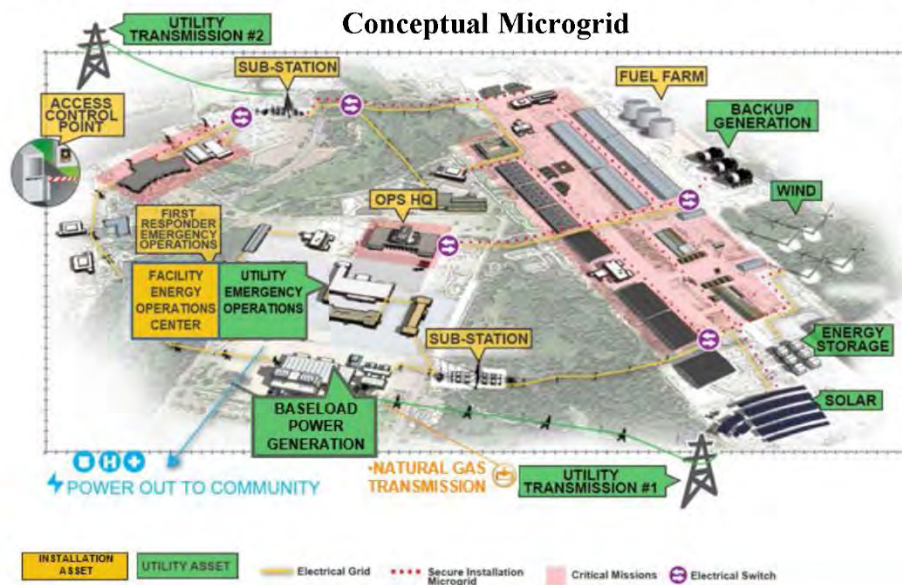 Conceptual Microgrid
UTILITY
TRANSMISSION #2
SUB-STATION
FUEL FARM
ACCESS
CONTROL
POINT
BACKUP
GENERATION
OPS HQ
WIND
FIRST
RESPONDER
EMERGENCY
OPERATIONS
FACILITY
ENERGY
OPERATIONS
CENTER
UTILITY
EMERGENCY
OPERATIONS
SUB-STATION
ENERGY
STORAGE
BASELOAD
POWER
GENERATION
SOLAR
H
POWER OUT TO COMMUNITY
•NATURAL GAS
TRANSMISSION
UTILITY
TRANSMISSION #1
INSTALLATION
ASSET
UTILITY ASSET
Electrical Grid
Secure Installation
Microgrid
Critical Missions
Electrical Switch